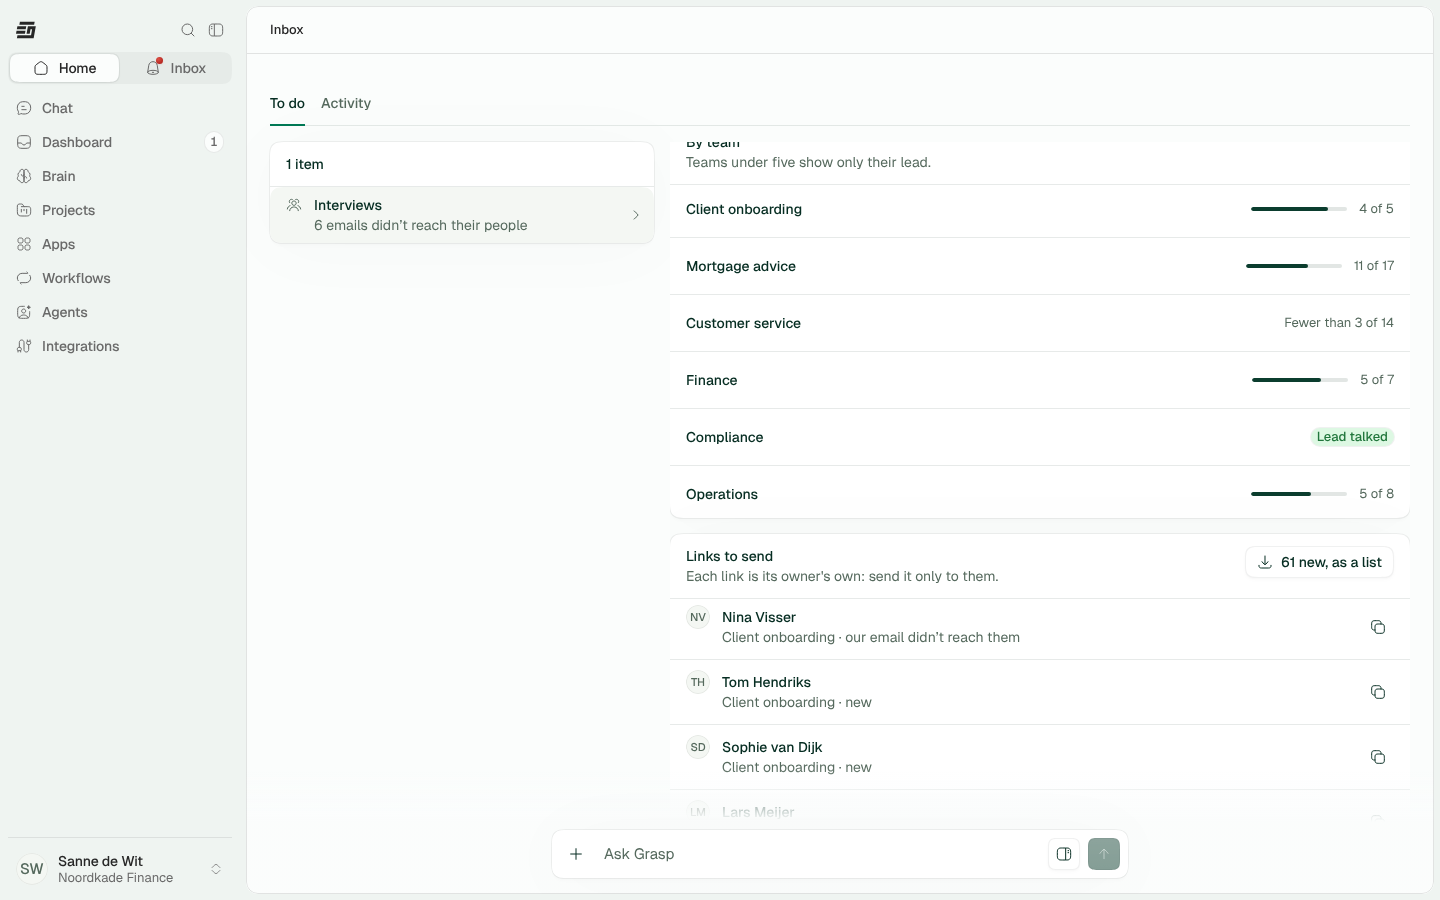 Inbox
Home
Inbox
Chat
Dashboard
1
Brain
Projects
Apps
Workflows
Agents
Integrations
Sanne de Wit
SW
Noordkade Finance
To do
Activity
1 item
Interviews
6 emails didn’t reach their people
By team
Teams under five show only their lead.
Client onboarding
4 of 5
Mortgage advice
11 of 17
Customer service
Fewer than 3 of 14
Finance
5 of 7
Compliance
Lead talked
Operations
5 of 8
Links to send
Each link is its owner's own: send it only to them.
61 new, as a list
NV
Nina Visser
Client onboarding · our email didn’t reach them
TH
Tom Hendriks
Client onboarding · new
SD
Sophie van Dijk
Client onboarding · new
LM
Lars Meijer
Ask Grasp